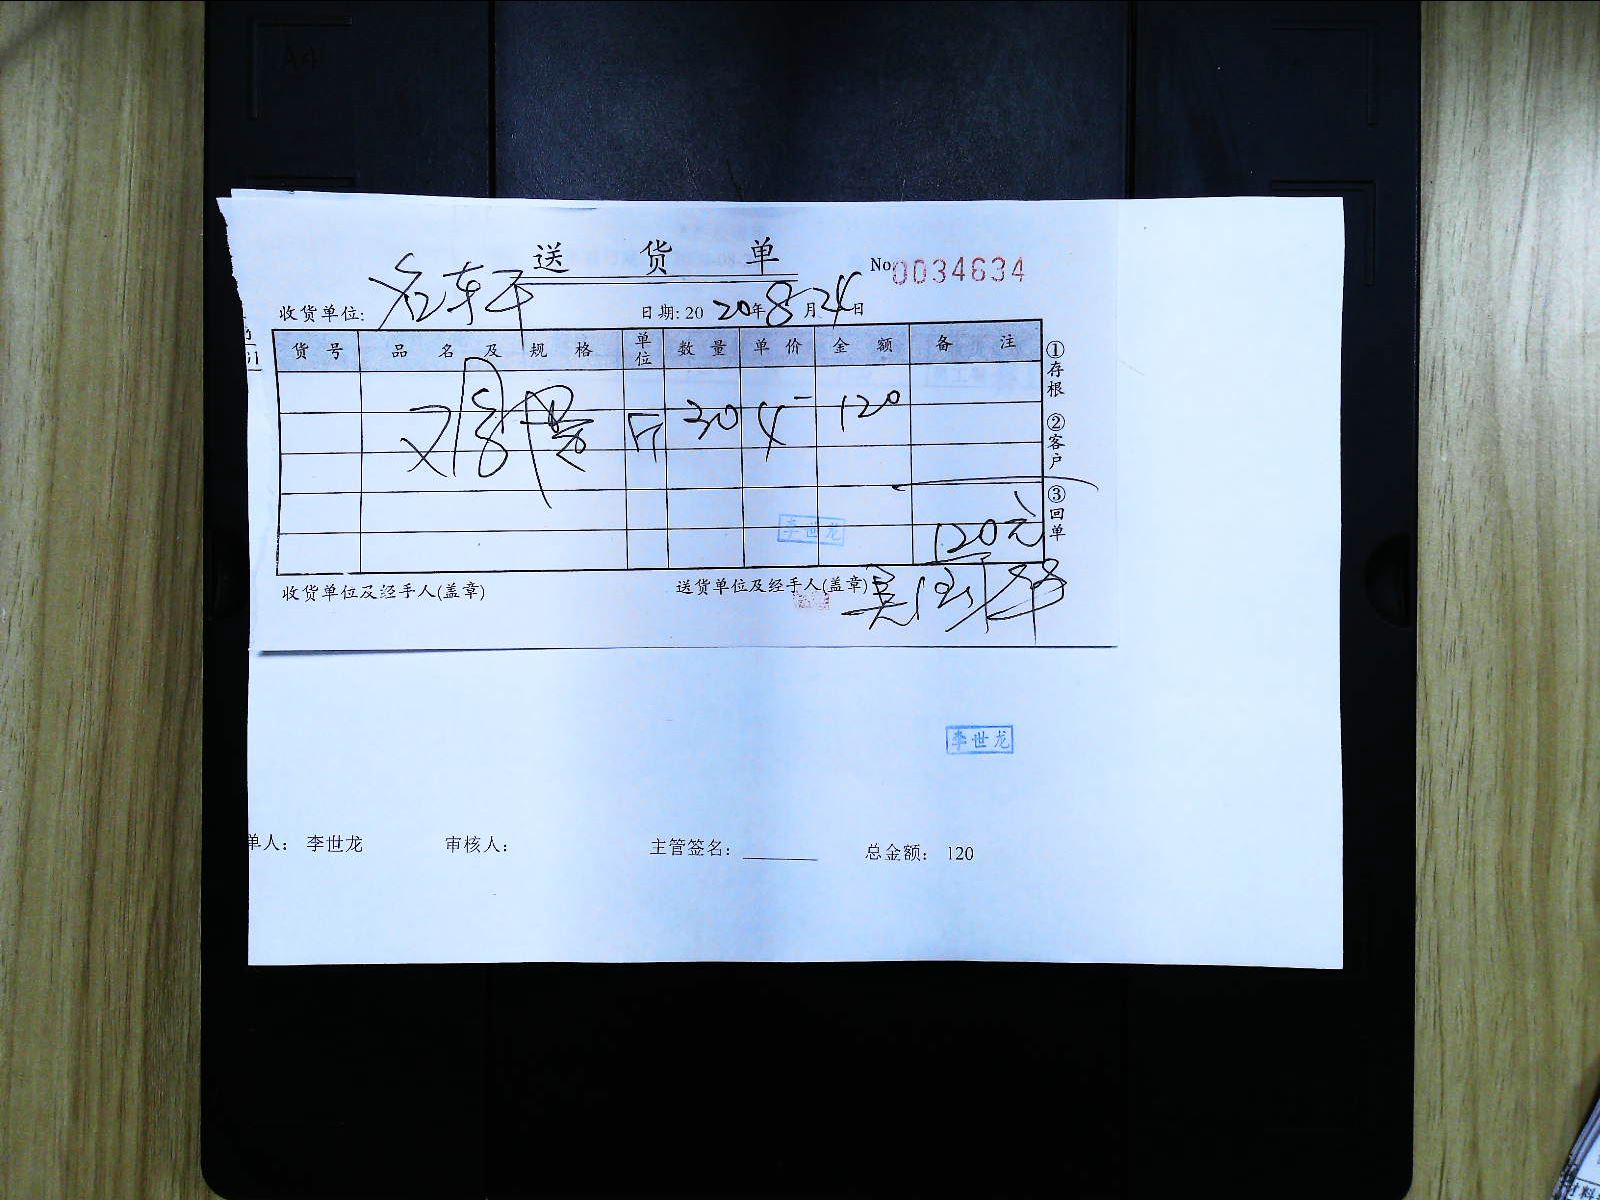 送 货 单
No 0034634
收货单位:
日期: 20 20年 8月 24日
货 号 品 名 及 规 格 单位 数 量 单 价 金 额 备 注
30 4- 120
①存根 ②客户 ③回单
李世龙
120元
收货单位及经手人(盖章) 送货单位及经手人(盖章)
李世龙
单人: 李世龙 审核人: 主管签名: 总金额: 120